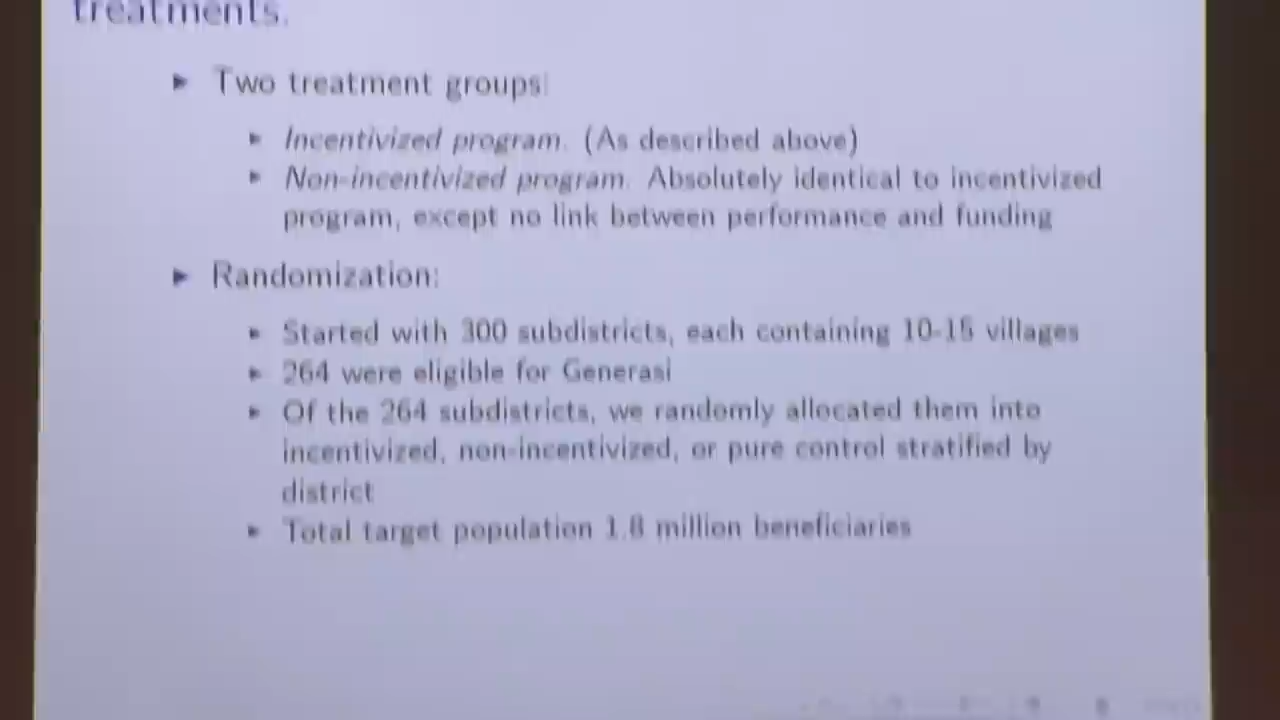 treatments.
► Two treatment groups:
► Incentivized program. (As described above)
► Non-incentivized program. Absolutely identical to incentivized
program, except no link between performance and funding
► Randomization:
► Started with 300 subdistricts, each containing 10-15 villages
► 264 were eligible for Generasi
► Of the 264 subdistricts, we randomly allocated them into
incentivized, non-incentivized, or pure control stratified by
district
► Total target population 1.8 million beneficiaries